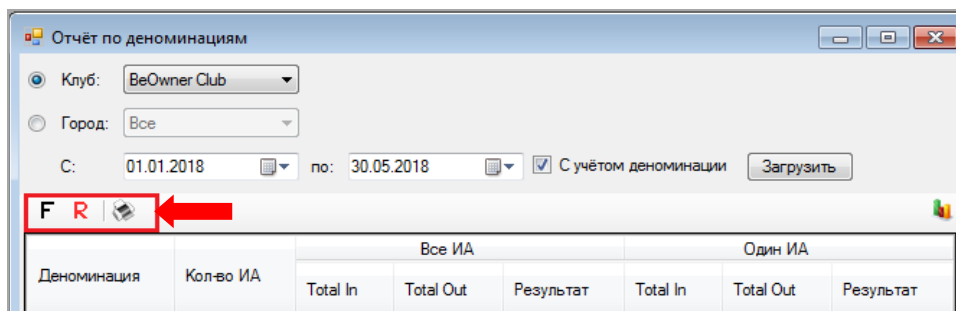 Отчёт по деноминациям
Клуб: BeOwner Club
Город: Все
С: 01.01.2018 по: 30.05.2018 С учётом деноминации Загрузить
F R
Все ИА Один ИА
Деноминация Кол-во ИА Total In Total Out Результат Total In Total Out Результат